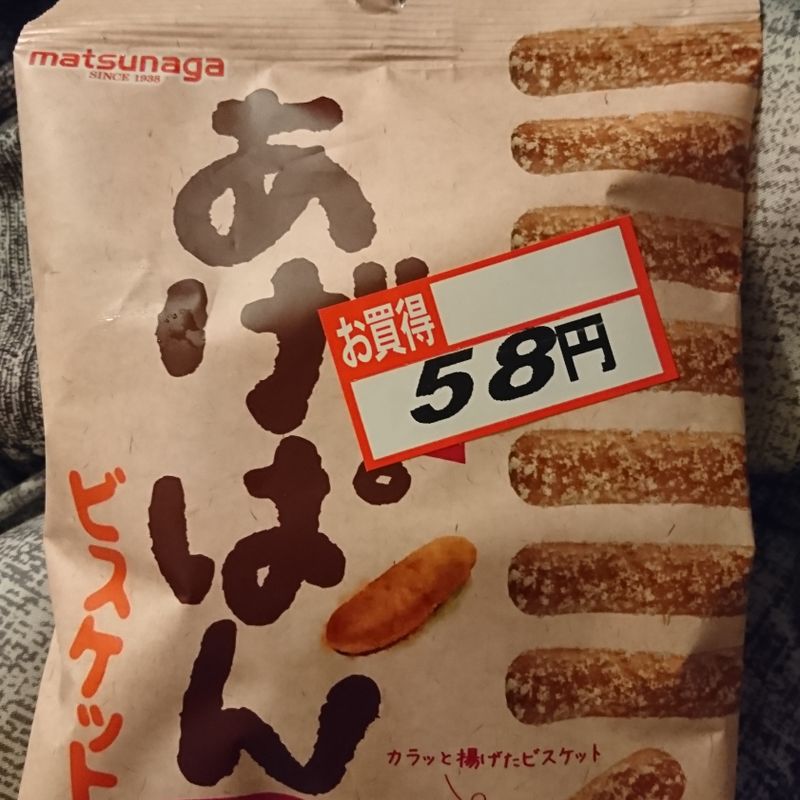 matsunaga
SINCE 1938
あげぱん
ビスケット
お買得
58円
カラッと揚げたビスケット